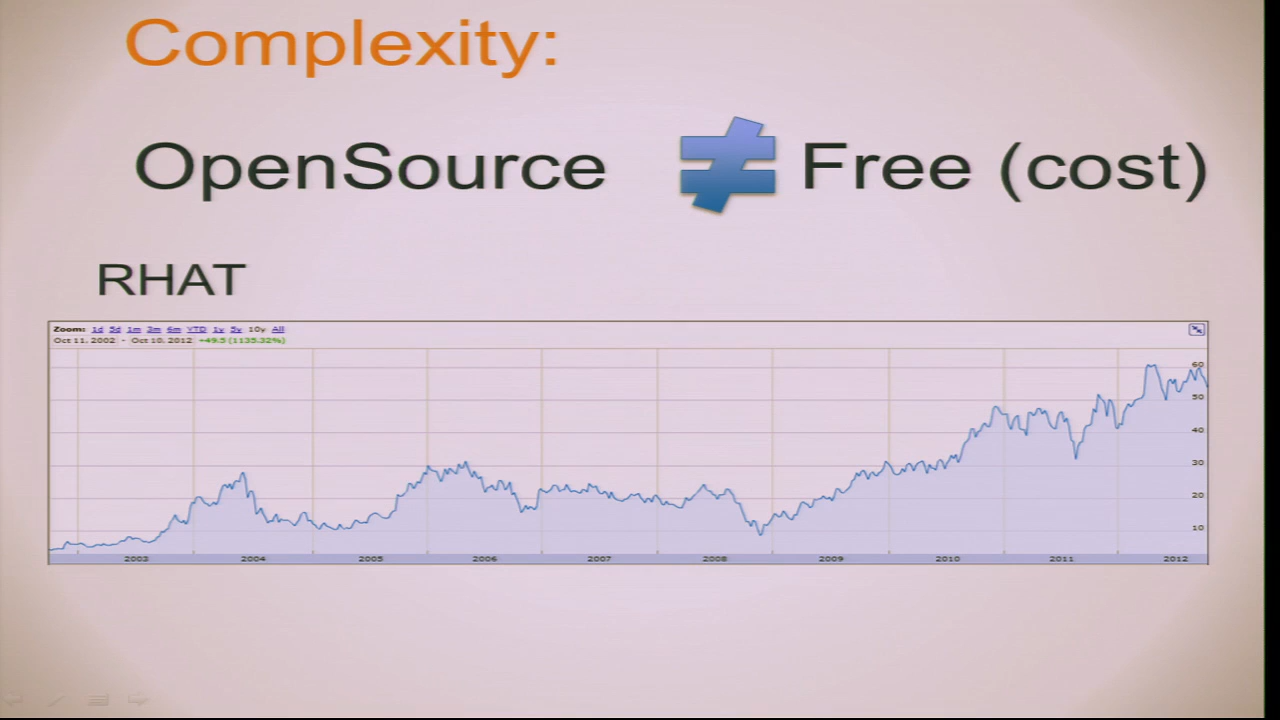 Complexity:
OpenSource ≠ Free (cost)
RHAT
Zoom: 1d 5d 1m 3m 6m YTD 1y 5y 10y All
Oct 11, 2002 - Oct 10, 2012 +49.5 (1135.32%)
60
50
40
30
20
10
2003 2004 2005 2006 2007 2008 2009 2010 2011 2012